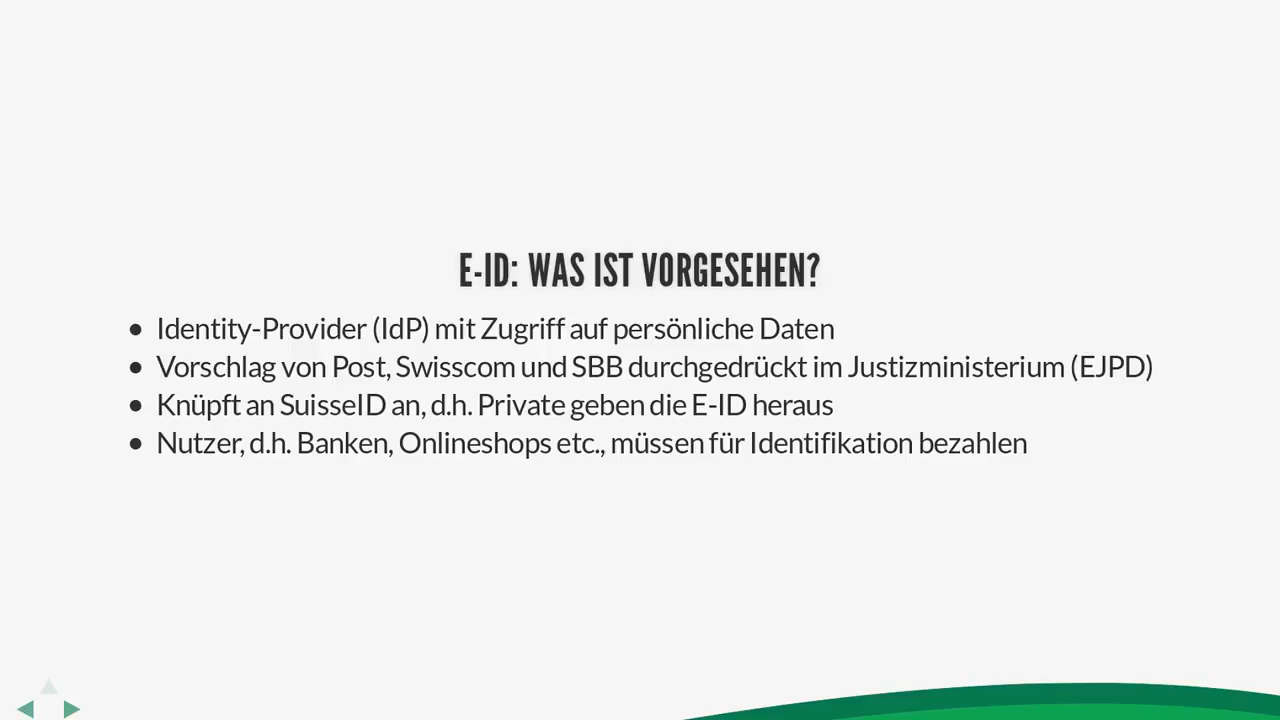 E-ID: WAS IST VORGESEHEN?
Identity-Provider (IdP) mit Zugriff auf persönliche Daten
Vorschlag von Post, Swisscom und SBB durchgedrückt im Justizministerium (EJPD)
Knüpft an SuisseID an, d.h. Private geben die E-ID heraus
Nutzer, d.h. Banken, Onlineshops etc., müssen für Identifikation bezahlen